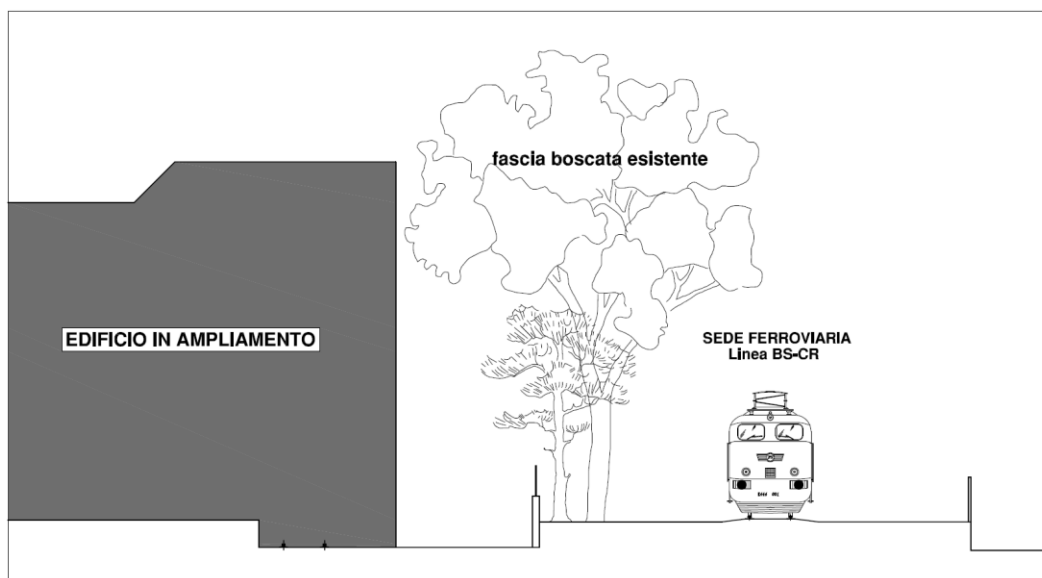 fascia boscata esistente
EDIFICIO IN AMPLIAMENTO
SEDE FERROVIARIA
Linea BS-CR